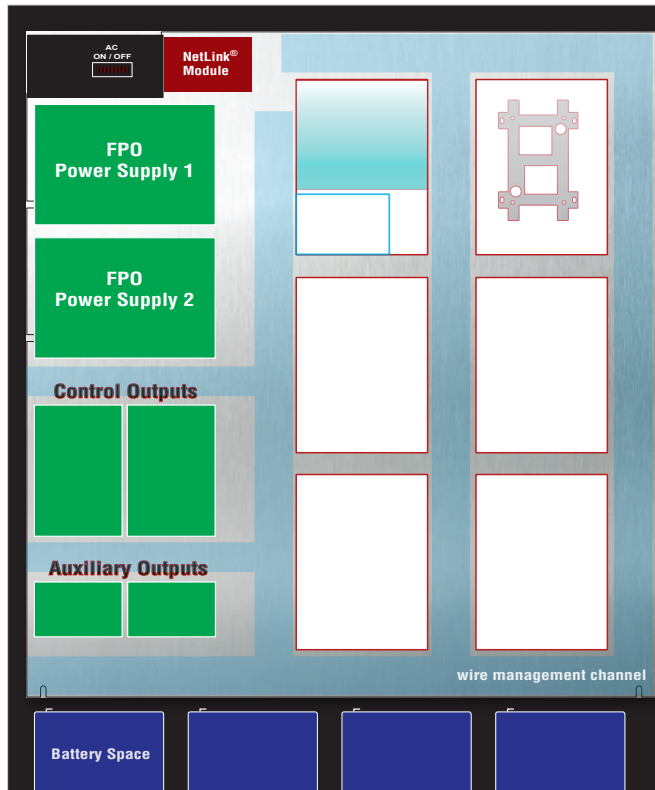 AC
ON / OFF
NetLink®
Module
FPO
Power Supply 1
FPO
Power Supply 2
Control Outputs
Auxiliary Outputs
wire management channel
Battery Space